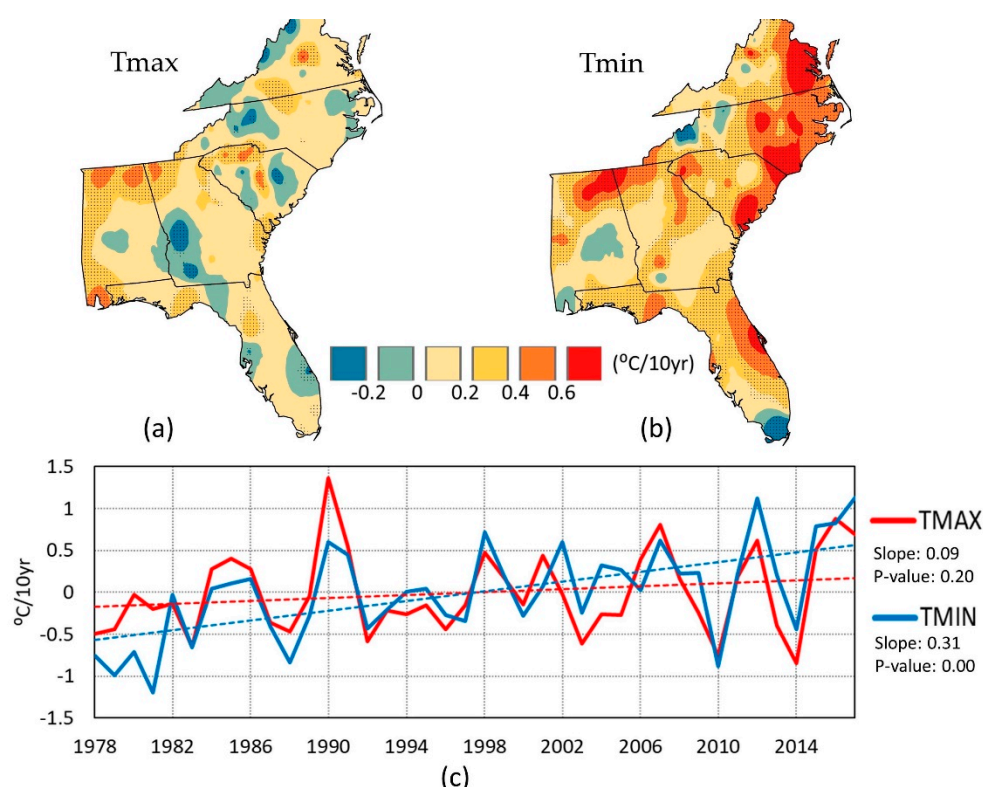 Tmax
Tmin
(°C/10yr)
-0.2 0 0.2 0.4 0.6
(a)
(b)
1.5
1
0.5
0
-0.5
-1
-1.5
°C/10yr
1978 1982 1986 1990 1994 1998 2002 2006 2010 2014
(c)
TMAX
Slope: 0.09
P-value: 0.20
TMIN
Slope: 0.31
P-value: 0.00